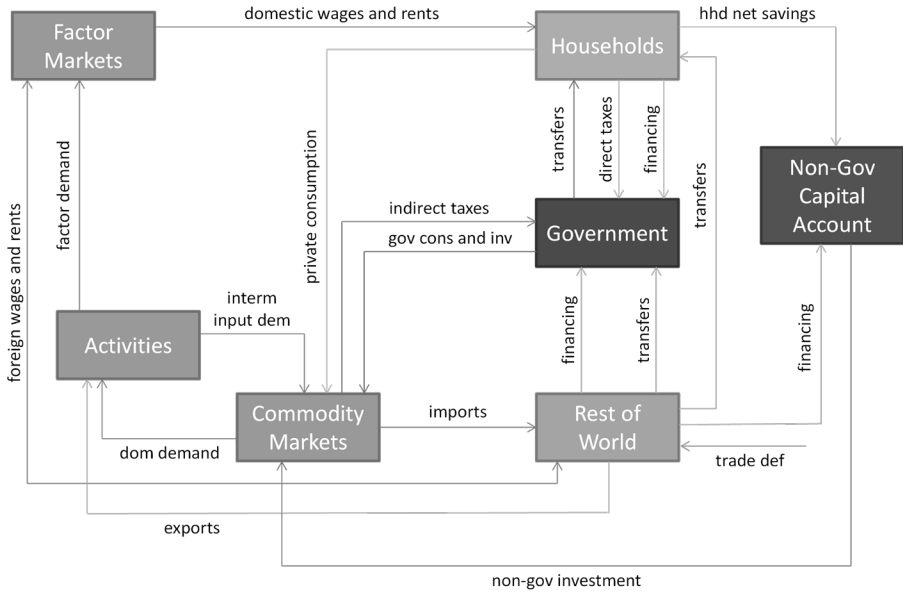 domestic wages and rents
hhd net savings
Factor
Markets
Households
factor demand
foreign wages and rents
private consumption
transfers
direct taxes
financing
transfers
Non-Gov
Capital
Account
indirect taxes
gov cons and inv
Government
interm
input dem
Activities
financing
transfers
financing
Commodity
Markets
imports
Rest of
World
dom demand
trade def
exports
non-gov investment